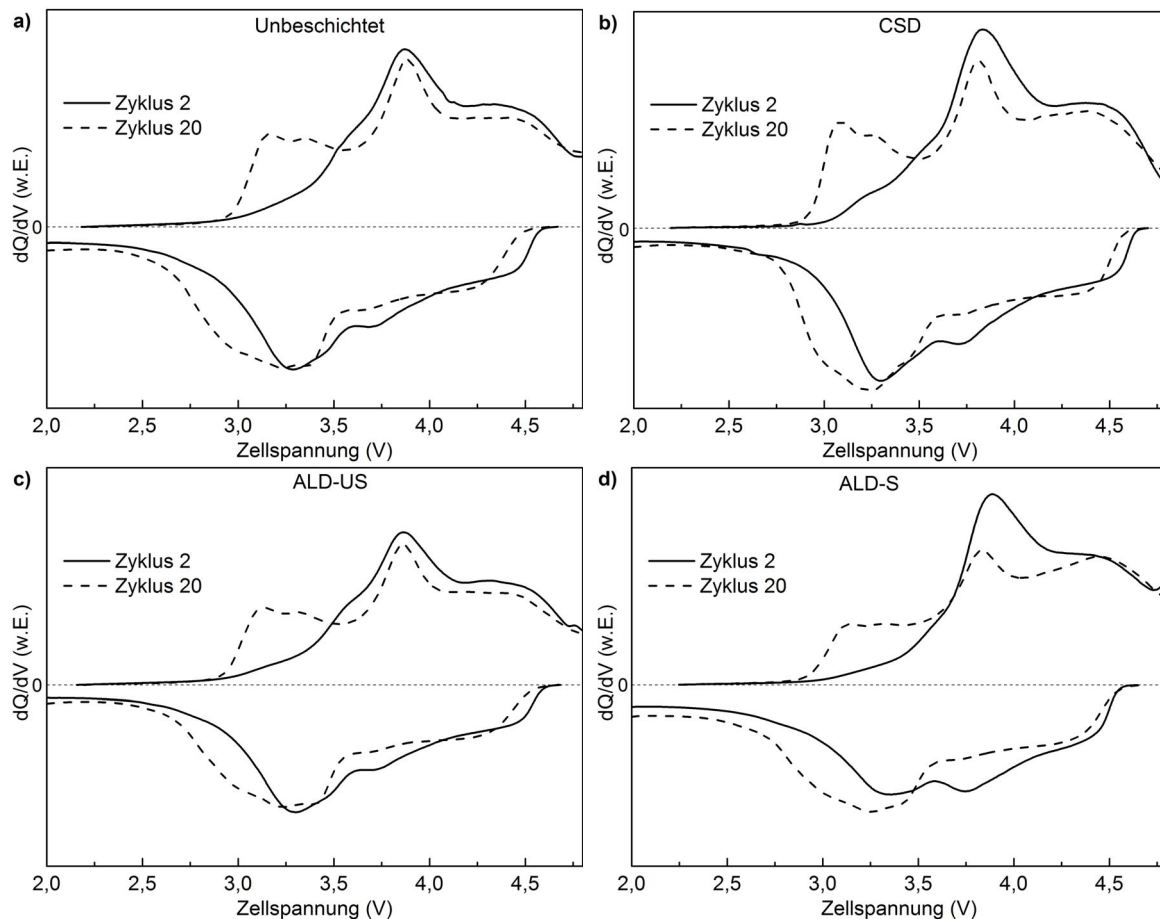 a)
Unbeschichtet
Zyklus 2
Zyklus 20
dQ/dV (w.E.)
0
2,0 2,5 3,0 3,5 4,0 4,5
Zellspannung (V)
b)
CSD
Zyklus 2
Zyklus 20
dQ/dV (w.E.)
0
2,0 2,5 3,0 3,5 4,0 4,5
Zellspannung (V)
c)
ALD-US
Zyklus 2
Zyklus 20
dQ/dV (w.E.)
0
2,0 2,5 3,0 3,5 4,0 4,5
Zellspannung (V)
d)
ALD-S
Zyklus 2
Zyklus 20
dQ/dV (w.E.)
0
2,0 2,5 3,0 3,5 4,0 4,5
Zellspannung (V)